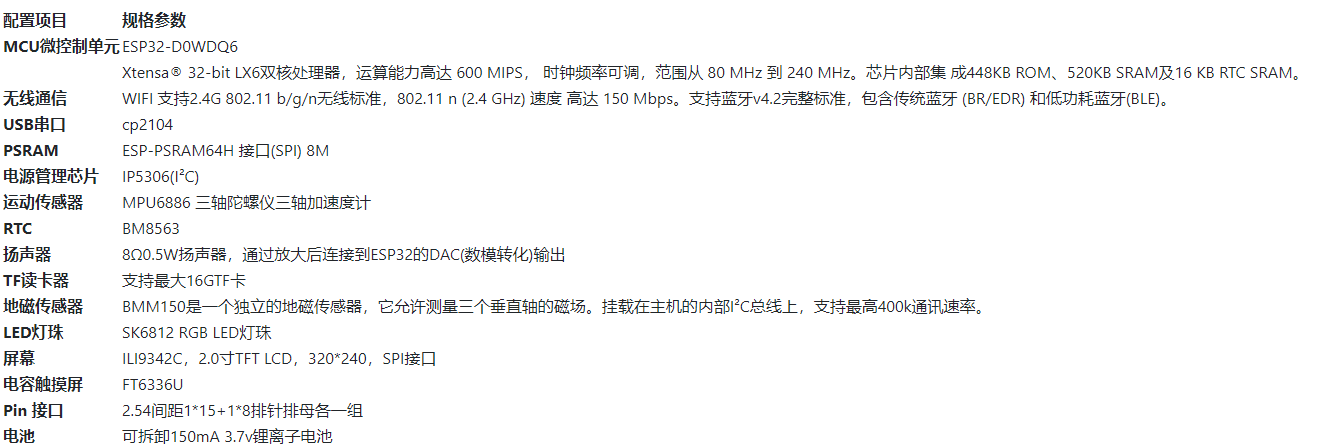 配置项目 规格参数
MCU微控制单元 ESP32-D0WDQ6
Xtensa® 32-bit LX6双核处理器，运算能力高达 600 MIPS， 时钟频率可调，范围从 80 MHz 到 240 MHz。芯片内部集 成448KB ROM、520KB SRAM及16 KB RTC SRAM。
无线通信 WIFI 支持2.4G 802.11 b/g/n无线标准，802.11 n (2.4 GHz) 速度 高达 150 Mbps。支持蓝牙v4.2完整标准，包含传统蓝牙 (BR/EDR) 和低功耗蓝牙(BLE)。
USB串口 cp2104
PSRAM ESP-PSRAM64H 接口(SPI) 8M
电源管理芯片 IP5306(I²C)
运动传感器 MPU6886 三轴陀螺仪三轴加速度计
RTC BM8563
扬声器 8Ω0.5W扬声器，通过放大后连接到ESP32的DAC(数模转化)输出
TF读卡器 支持最大16GTF卡
地磁传感器 BMM150是一个独立的地磁传感器，它允许测量三个垂直轴的磁场。挂载在主机的内部I²C总线上，支持最高400k通讯速率。
LED灯珠 SK6812 RGB LED灯珠
屏幕 ILI9342C，2.0寸TFT LCD，320*240，SPI接口
电容触摸屏 FT6336U
Pin 接口 2.54间距1*15+1*8排针排母各一组
电池 可拆卸150mA 3.7v锂离子电池